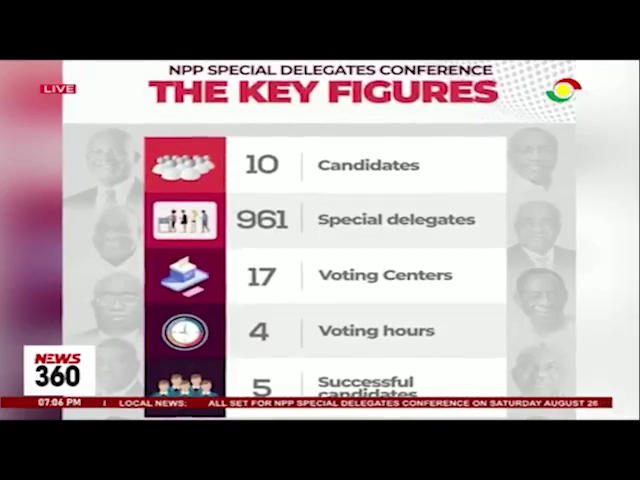 NPP SPECIAL DELEGATES CONFERENCE
THE KEY FIGURES
LIVE
10 Candidates
961 Special delegates
17 Voting Centers
4 Voting hours
5 Successful
candidates
NEWS
360
07:06 PM | LOCAL NEWS: ALL SET FOR NPP SPECIAL DELEGATES CONFERENCE ON SATURDAY AUGUST 26